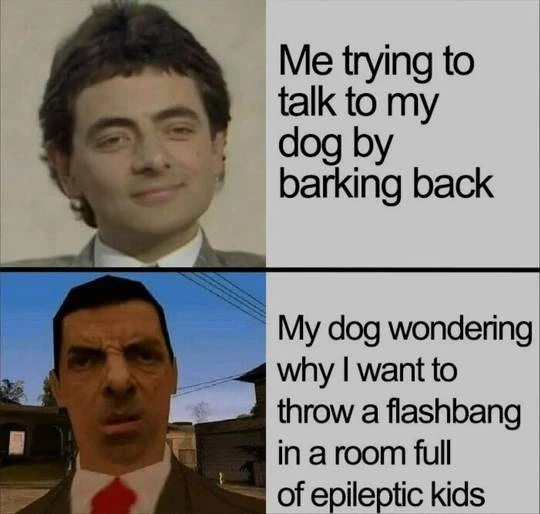 Me trying to
talk to my
dog by
barking back
My dog wondering
why I want to
throw a flashbang
in a room full
of epileptic kids